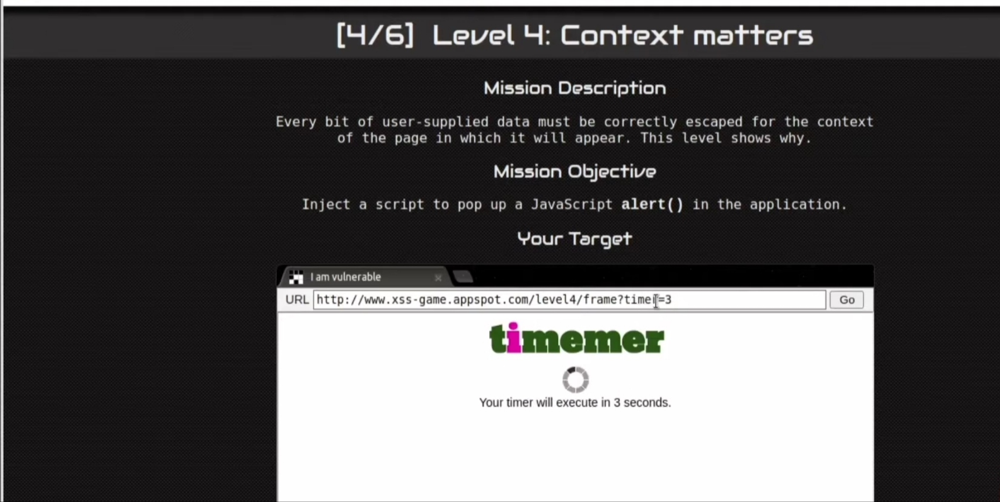 [4/6] Level 4: Context matters
Mission Description
Every bit of user-supplied data must be correctly escaped for the context
of the page in which it will appear. This level shows why.
Mission Objective
Inject a script to pop up a JavaScript alert() in the application.
Your Target
I am vulnerable
URL http://www.xss-game.appspot.com/level4/frame?timer=3 Go
timemer
Your timer will execute in 3 seconds.